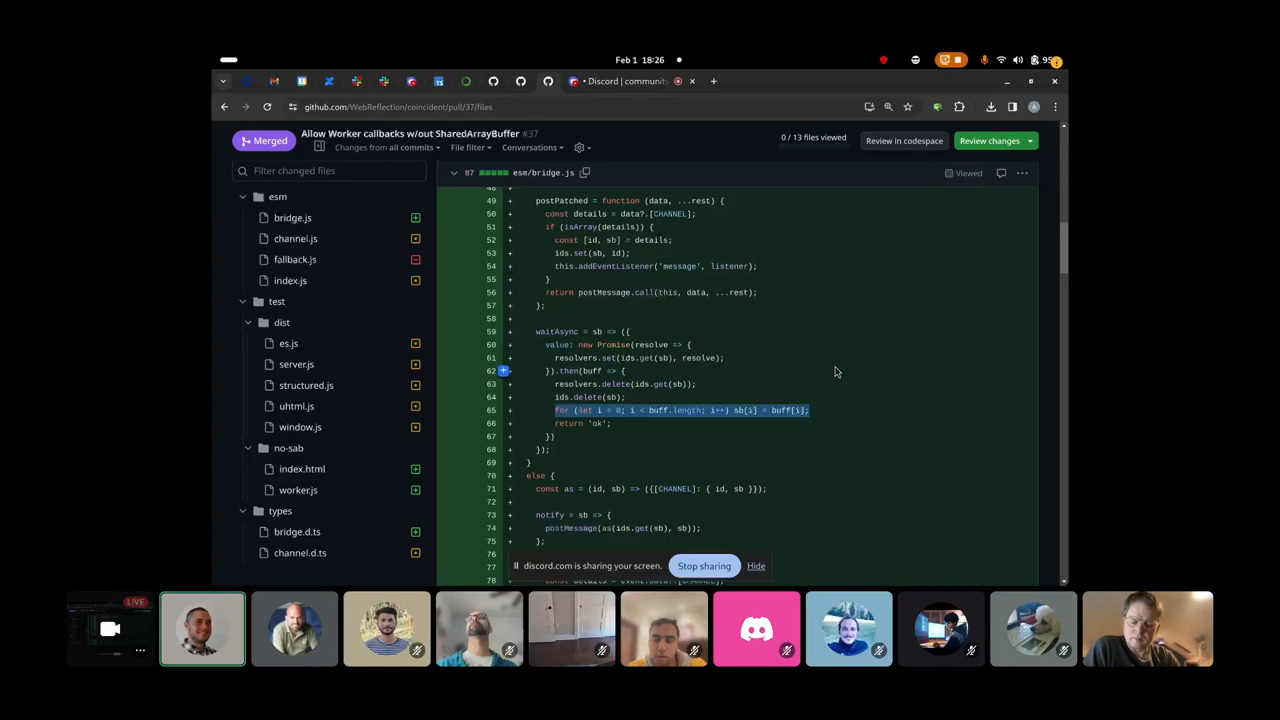 Feb 1 18:26
95
• Discord | community
github.com/WebReflection/coincident/pull/37/files
Merged
Allow Worker callbacks w/out SharedArrayBuffer #37
Changes from all commits
File filter
Conversations
0 / 13 files viewed
Review in codespace
Review changes
Filter changed files
esm
bridge.js
channel.js
fallback.js
index.js
test
dist
es.js
server.js
structured.js
uhtml.js
window.js
no-sab
index.html
worker.js
types
bridge.d.ts
channel.d.ts
87 esm/bridge.js
Viewed
48 +
49 + postPatched = function (data, ...rest) {
50 + const details = data?.[CHANNEL];
51 + if (isArray(details)) {
52 + const [id, sb] = details;
53 + ids.set(sb, id);
54 + this.addEventListener('message', listener);
55 + }
56 + return postMessage.call(this, data, ...rest);
57 + };
58 +
59 + waitAsync = sb => ({
60 + value: new Promise(resolve => {
61 + resolvers.set(ids.get(sb), resolve);
62 + }).then(buff => {
63 + resolvers.delete(ids.get(sb));
64 + ids.delete(sb);
65 + for (let i = 0; i < buff.length; i++) sb[i] = buff[i];
66 + return 'ok';
67 + })
68 + });
69 + }
70 + else {
71 + const as = (id, sb) => ({[CHANNEL]: { id, sb }});
72 +
73 + notify = sb => {
74 + postMessage(as(ids.get(sb), sb));
75 + };
76
discord.com is sharing your screen.
Stop sharing
Hide
77
78 +
LIVE